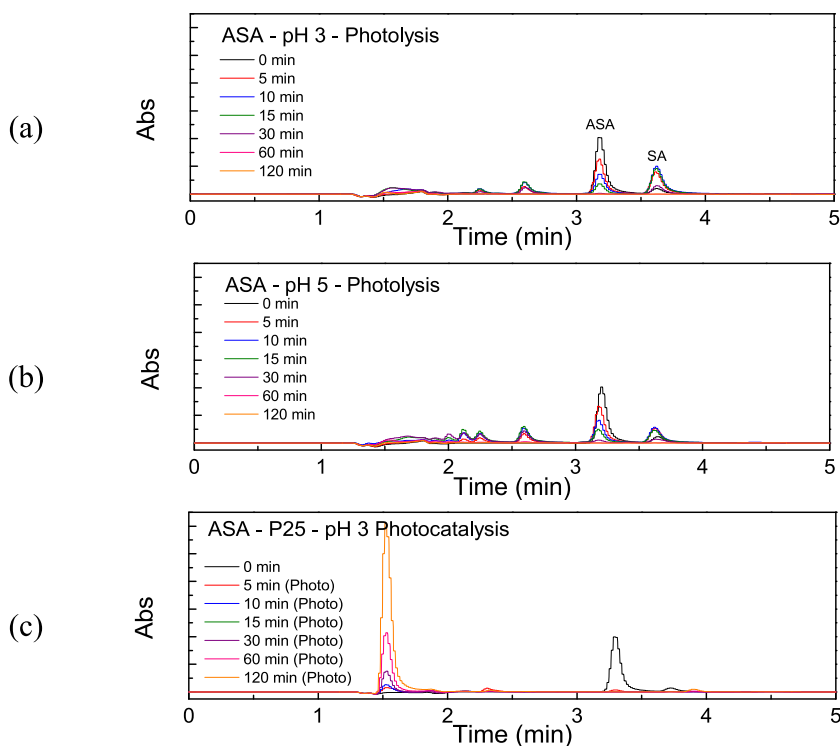 (a)
Abs
ASA - pH 3 - Photolysis
0 min
5 min
10 min
15 min
30 min
60 min
120 min
ASA
SA
0 1 2 3 4 5
Time (min)
(b)
Abs
ASA - pH 5 - Photolysis
0 min
5 min
10 min
15 min
30 min
60 min
120 min
0 1 2 3 4 5
Time (min)
(c)
Abs
ASA - P25 - pH 3 Photocatalysis
0 min
5 min (Photo)
10 min (Photo)
15 min (Photo)
30 min (Photo)
60 min (Photo)
120 min (Photo)
0 1 2 3 4 5
Time (min)